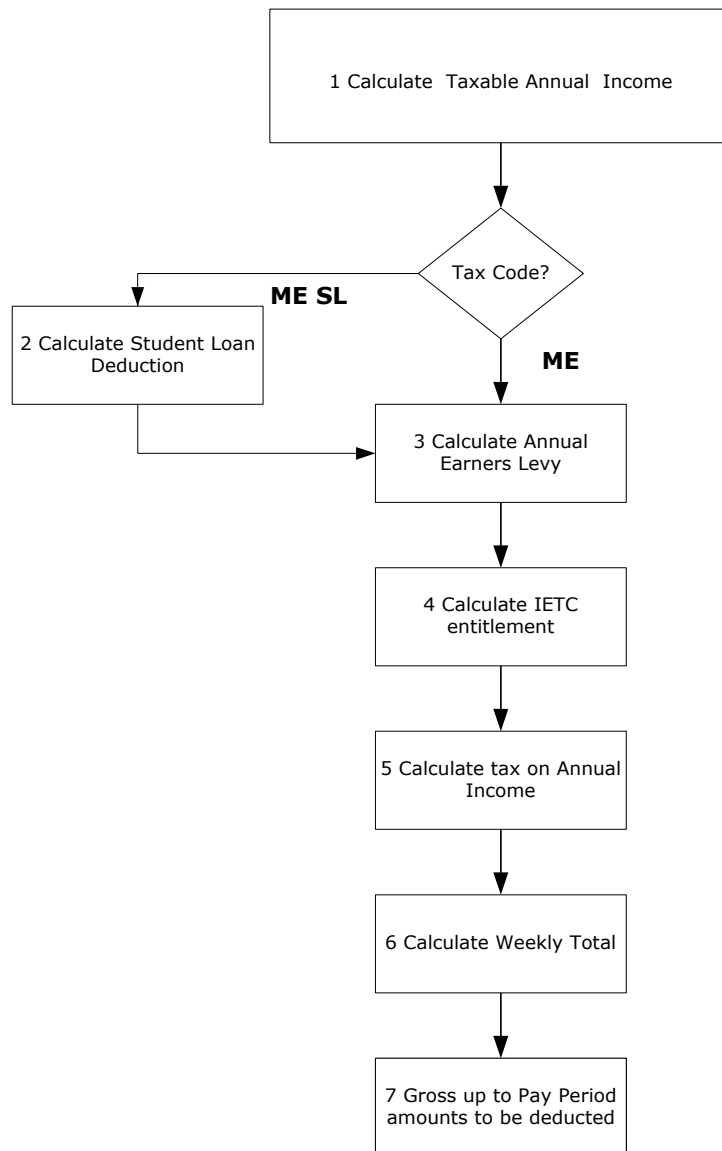 1 Calculate  Taxable Annual  Income
Tax Code?
ME SL
2 Calculate Student Loan
Deduction
ME
3 Calculate Annual
Earners Levy
4 Calculate IETC
entitlement
5 Calculate tax on Annual
Income
6 Calculate Weekly Total
7 Gross up to Pay Period
amounts to be deducted